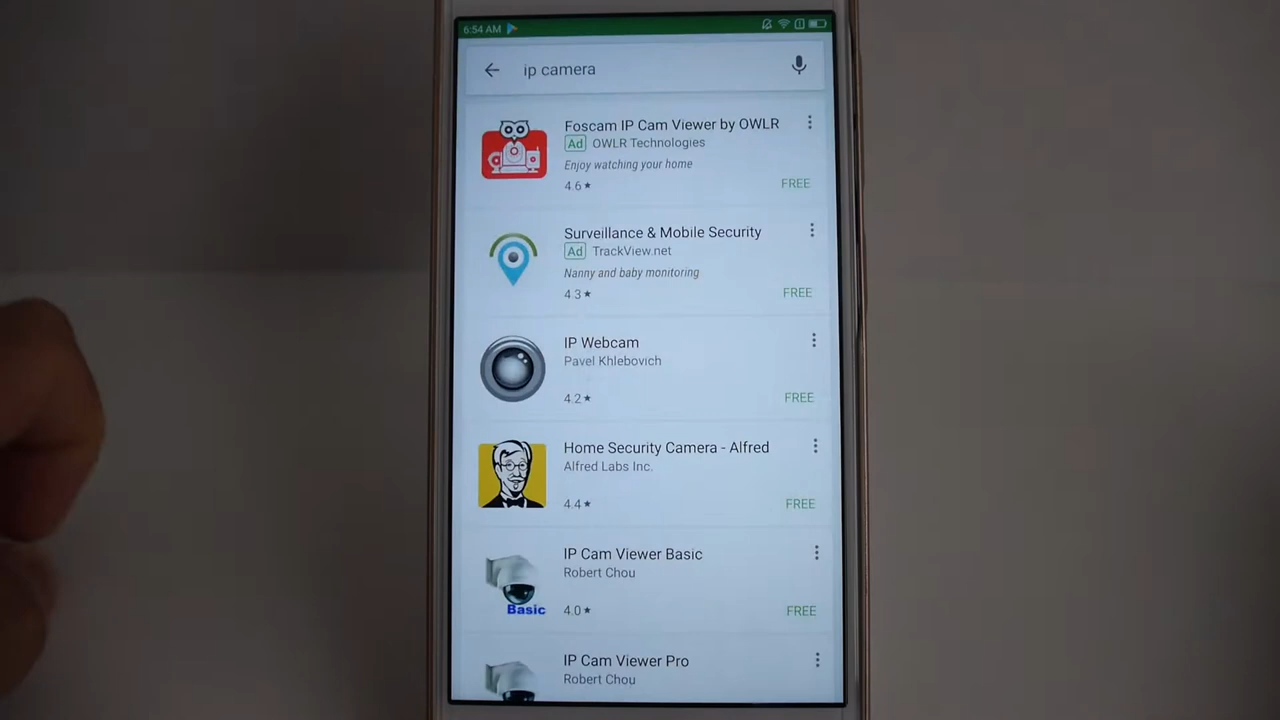 6:54 AM
ip camera
Foscam IP Cam Viewer by OWLR
Ad OWLR Technologies
Enjoy watching your home
4.6★
FREE
Surveillance & Mobile Security
Ad TrackView.net
Nanny and baby monitoring
4.3★
FREE
IP Webcam
Pavel Khlebovich
4.2★
FREE
Home Security Camera - Alfred
Alfred Labs Inc.
4.4★
FREE
IP Cam Viewer Basic
Robert Chou
Basic
4.0★
FREE
IP Cam Viewer Pro
Robert Chou